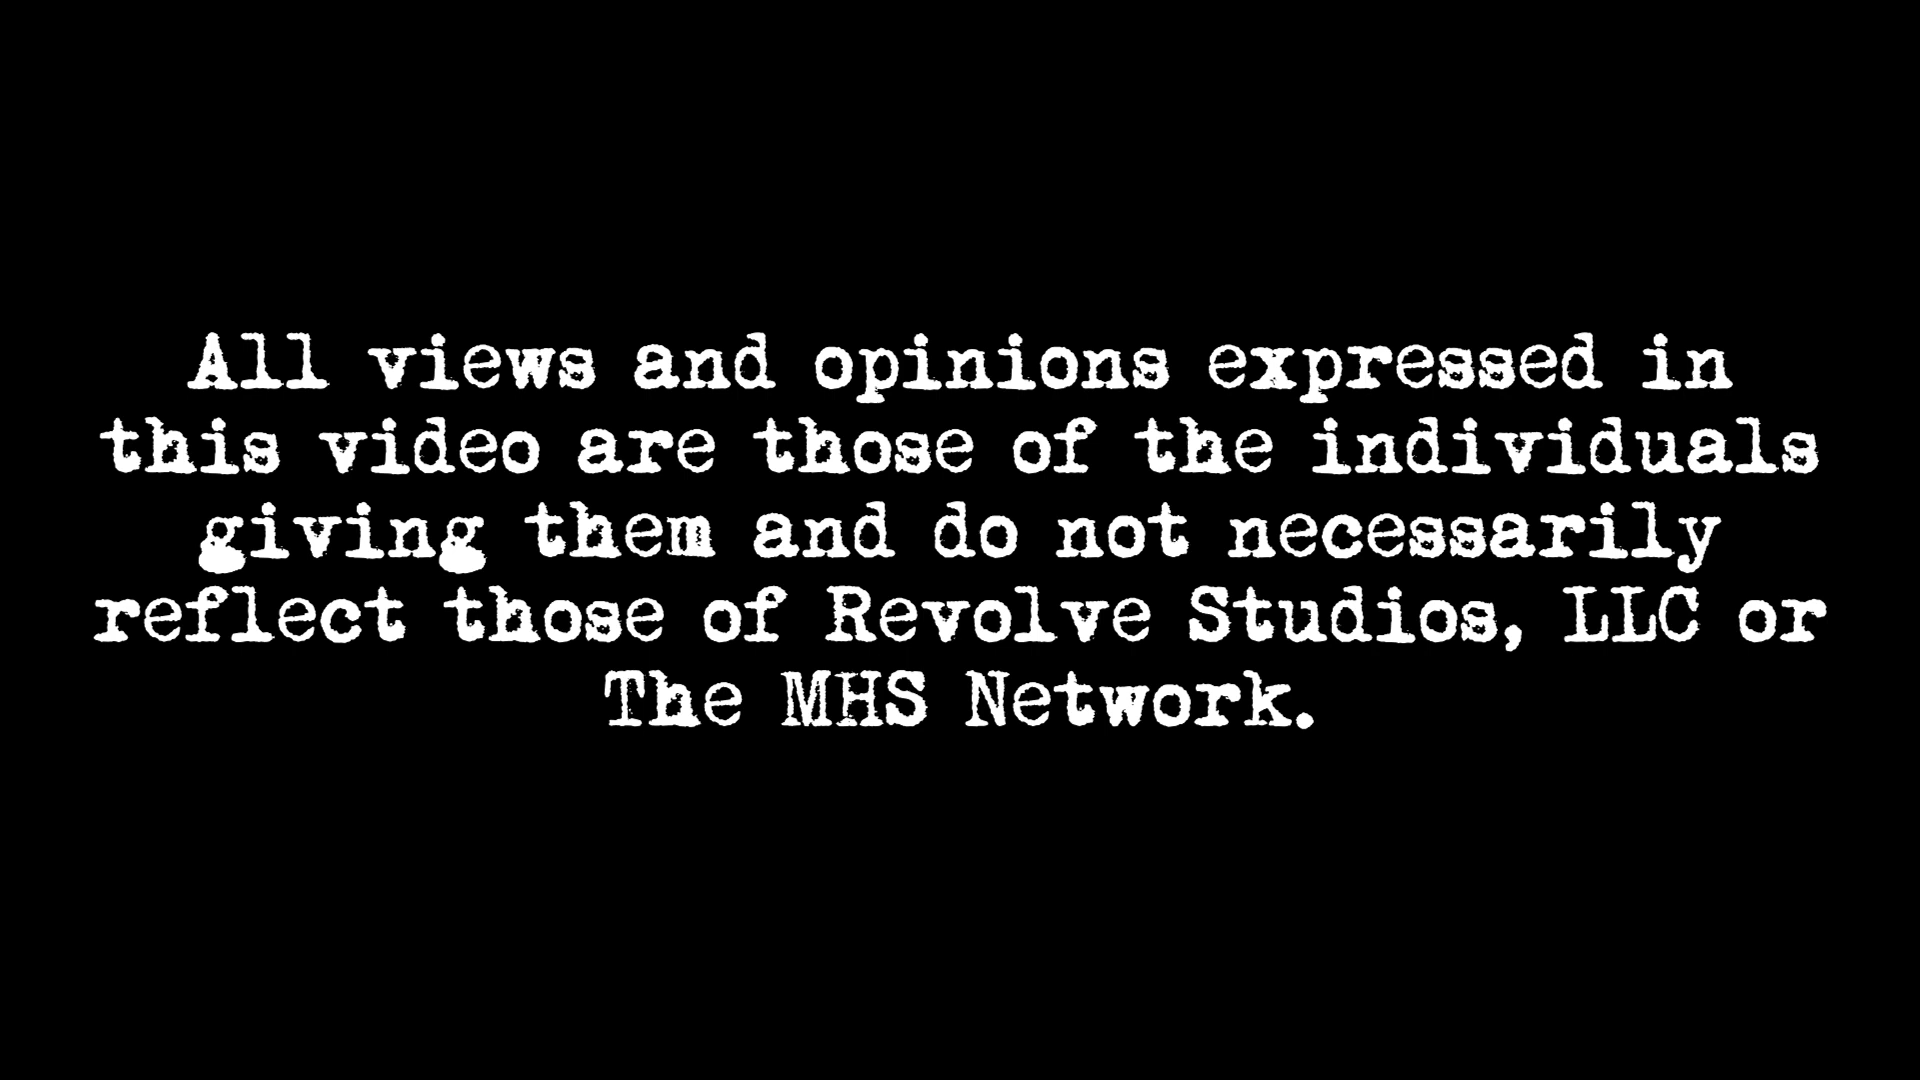 All views and opinions expressed in
this video are those of the individuals
giving them and do not necessarily
reflect those of Revolve Studios, LLC or
The MHS Network.